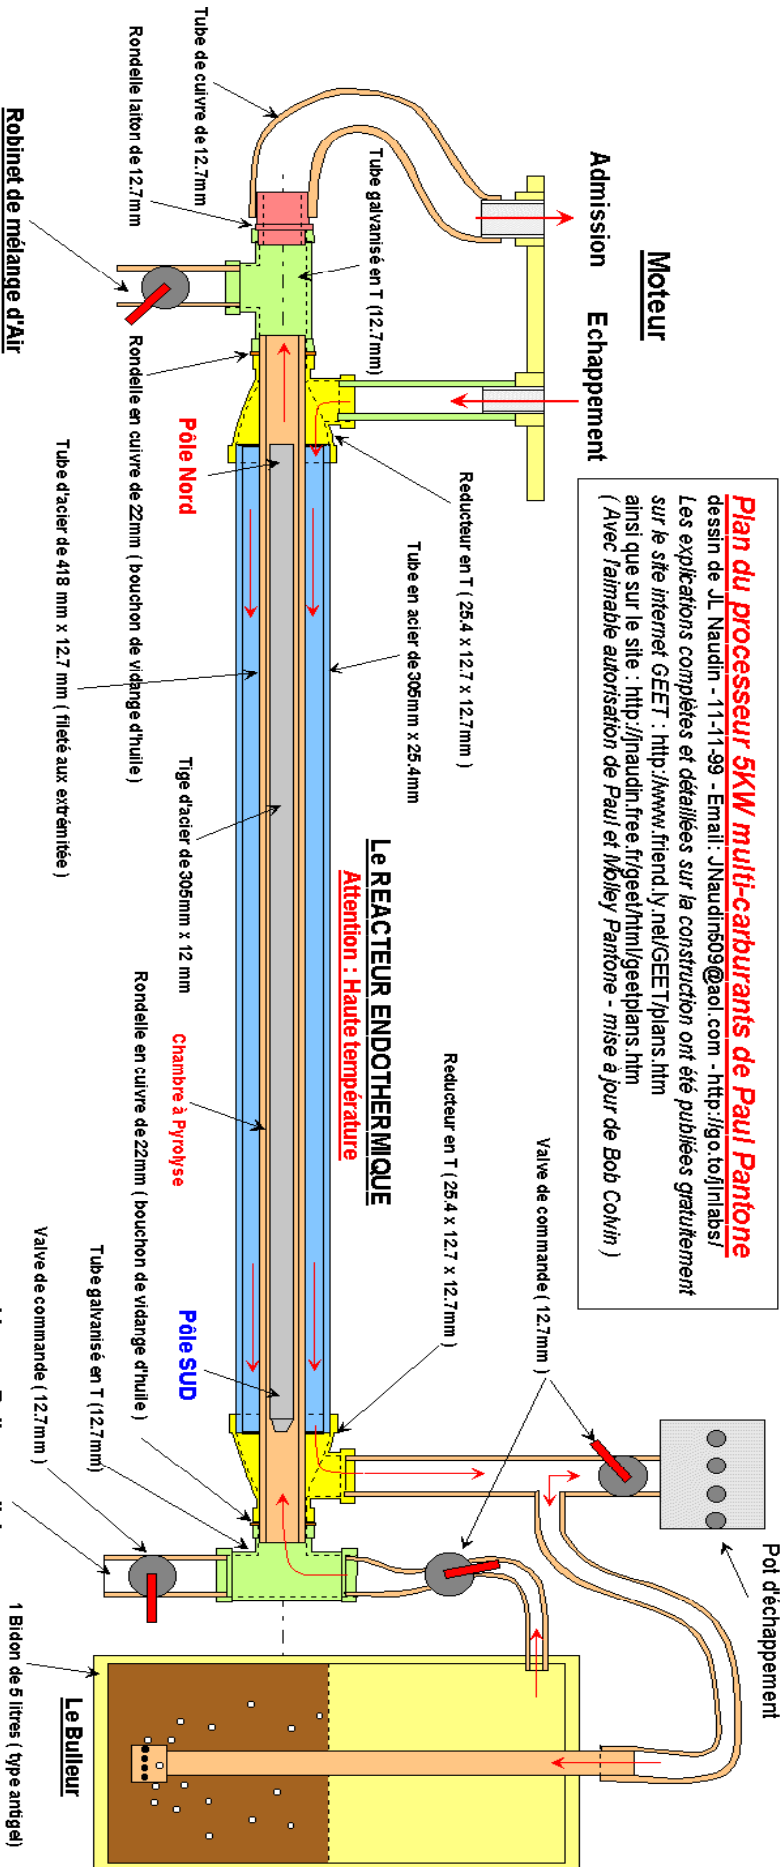 Plan du processeur 5KW multi-carburants de Paul Pantone
dessin de JL Naudin - 11-11-99 - Email: JNaudin509@aol.com - http://go.to/jlnlabs/
Les explications complètes et détaillées sur la construction ont été publiées gratuitement
sur le site internet GEET : http://www.friend.ly.net/GEET/plans.htm
ainsi que sur le site : http://jnaudin.free.fr/geet/html/geetplans.htm
( Avec l'aimable autorisation de Paul et Molley Pantone - mise à jour de Bob Colvin )
Moteur
Admission
Echappement
Pot d'échappement
Valve de commande ( 12.7mm )
Reducteur en T ( 25.4 x 12.7 x 12.7mm )
Tube en acier de 305mm x 25.4mm
Reducteur en T ( 25.4 x 12.7 x 12.7mm )
Le REACTEUR ENDOTHERMIQUE
Attention : Haute température
Tube galvanisé en T (12.7mm)
Tube de cuivre de 12.7mm
Rondelle laiton de 12.7mm
Pôle Nord
Pôle SUD
Tige d'acier de 305mm x 12 mm
Chambre à Pyrolyse
Rondelle en cuivre de 22mm ( bouchon de vidange d'huile )
Rondelle en cuivre de 22mm ( bouchon de vidange d'huile )
Tube d'acier de 418 mm x 12.7 mm ( fileté aux extrémitée )
Tube galvanisé en T (12.7mm)
Valve de commande ( 12.7mm )
Robinet de mélange d'Air
Le Bulleur
1 Bidon de 5 litres ( type antigel)